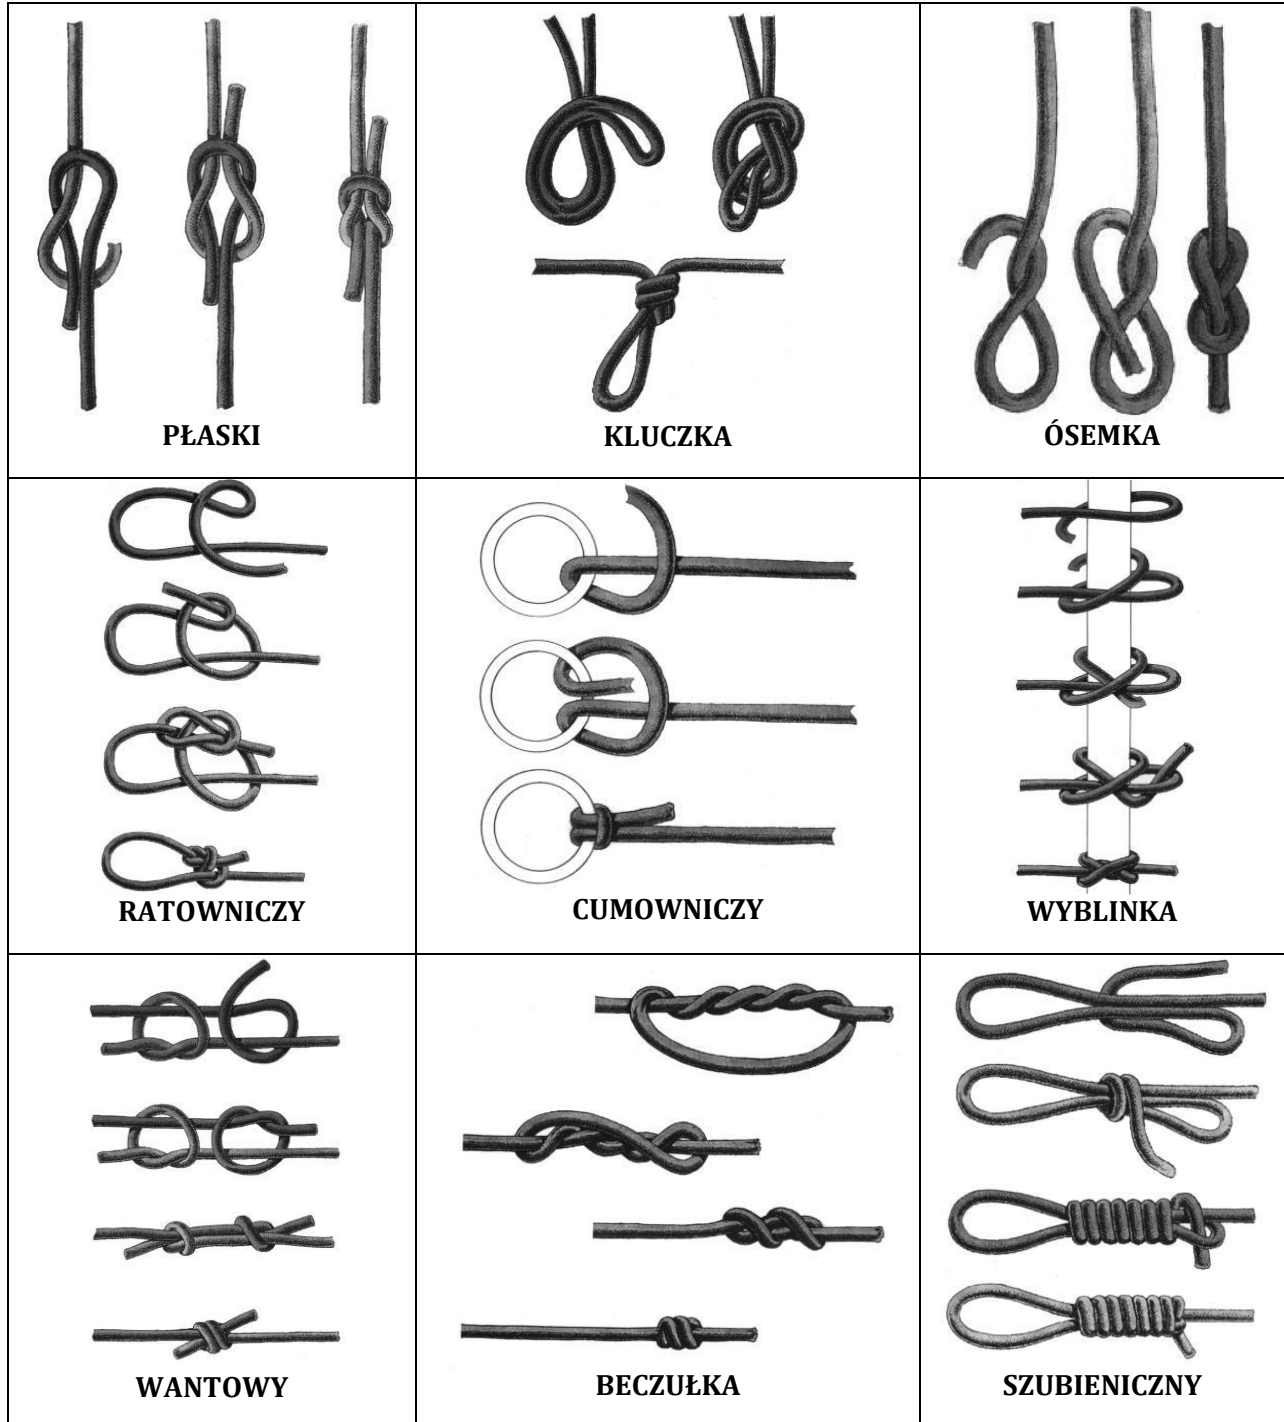 PŁASKI
KLUCZKA
ÓSEMKA
RATOWNICZY
CUMOWNICZY
WYBLINKA
WANTOWY
BECZUŁKA
SZUBIENICZNY